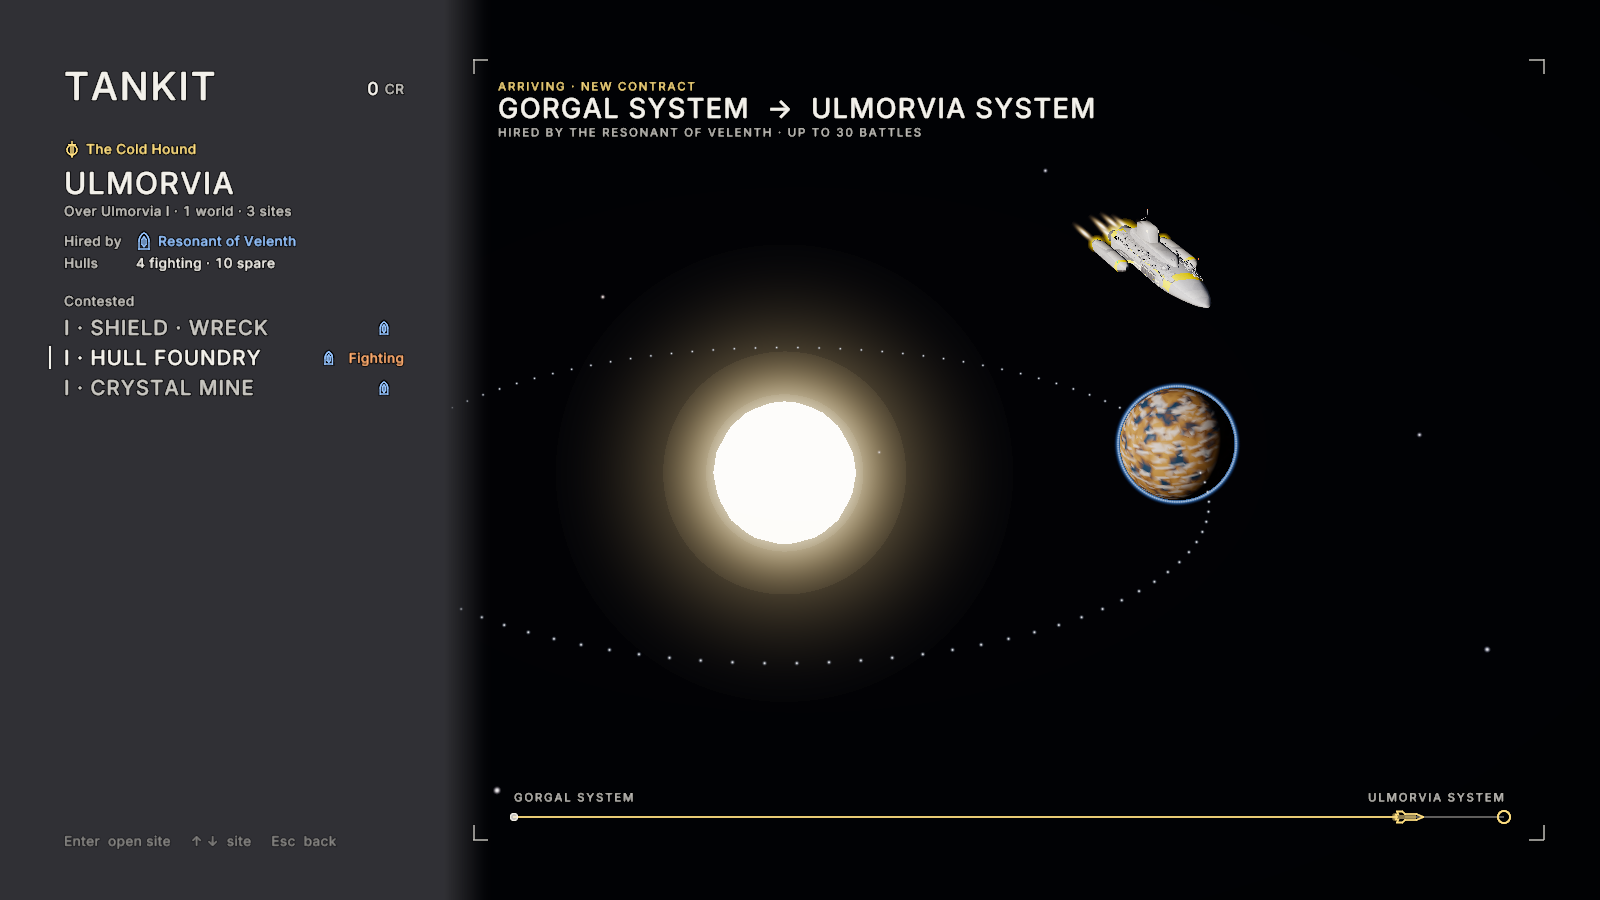 TANKIT
0 CR
The Cold Hound
ULMORVIA
Over Ulmorvia I · 1 world · 3 sites
Hired by Resonant of Velenth
Hulls 4 fighting · 10 spare
Contested
I · SHIELD · WRECK
I · HULL FOUNDRY Fighting
I · CRYSTAL MINE
Enter open site ↑ ↓ site Esc back
ARRIVING · NEW CONTRACT
GORGAL SYSTEM → ULMORVIA SYSTEM
HIRED BY THE RESONANT OF VELENTH · UP TO 30 BATTLES
GORGAL SYSTEM
ULMORVIA SYSTEM